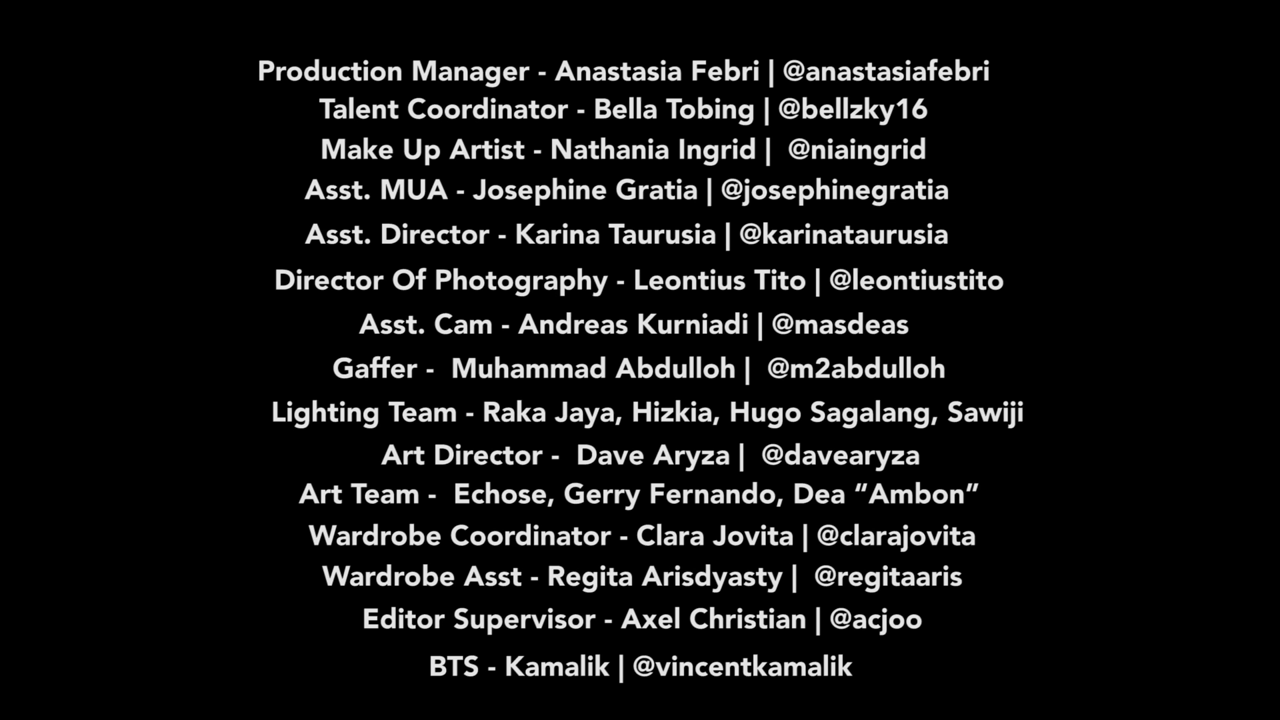 Production Manager - Anastasia Febri | @anastasiafebri
Talent Coordinator - Bella Tobing | @bellzky16
Make Up Artist - Nathania Ingrid | @niaingrid
Asst. MUA - Josephine Gratia | @josephinegratia
Asst. Director - Karina Taurusia | @karinataurusia
Director Of Photography - Leontius Tito | @leontiustito
Asst. Cam - Andreas Kurniadi | @masdeas
Gaffer - Muhammad Abdulloh | @m2abdulloh
Lighting Team - Raka Jaya, Hizkia, Hugo Sagalang, Sawiji
Art Director - Dave Aryza | @davearyza
Art Team - Echose, Gerry Fernando, Dea “Ambon”
Wardrobe Coordinator - Clara Jovita | @clarajovita
Wardrobe Asst - Regita Arisdyasty | @regitaaris
Editor Supervisor - Axel Christian | @acjoo
BTS - Kamalik | @vincentkamalik